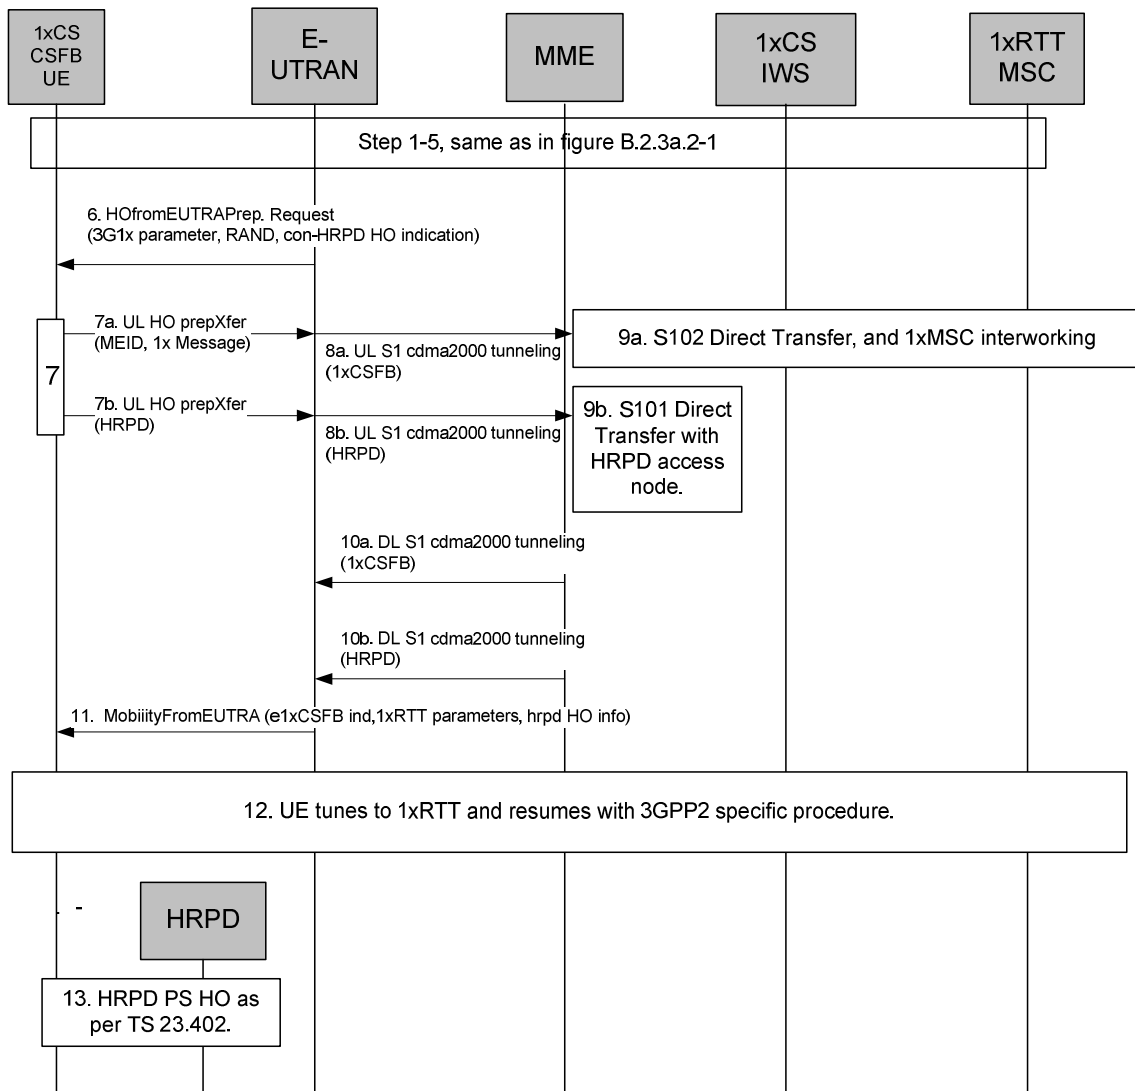 1xCS
CSFB
UE
E-
UTRAN
MME
1xCS
IWS
1xRTT
MSC
Step 1-5, same as in figure B.2.3a.2-1
6. HOfromEUTRAPrep. Request
(3G1x parameter, RAND, con-HRPD HO indication)
7
7a. UL HO prepXfer
(MEID, 1x Message)
8a. UL S1 cdma2000 tunneling
(1xCSFB)
9a. S102 Direct Transfer, and 1xMSC interworking
7b. UL HO prepXfer
(HRPD)
8b. UL S1 cdma2000 tunneling
(HRPD)
9b. S101 Direct
Transfer with
HRPD access
node.
10a. DL S1 cdma2000 tunneling
(1xCSFB)
10b. DL S1 cdma2000 tunneling
(HRPD)
11. MobiiityFromEUTRA (e1xCSFB ind,1xRTT parameters, hrpd HO info)
12. UE tunes to 1xRTT and resumes with 3GPP2 specific procedure.
. -
HRPD
13. HRPD PS HO as
per TS 23.402.